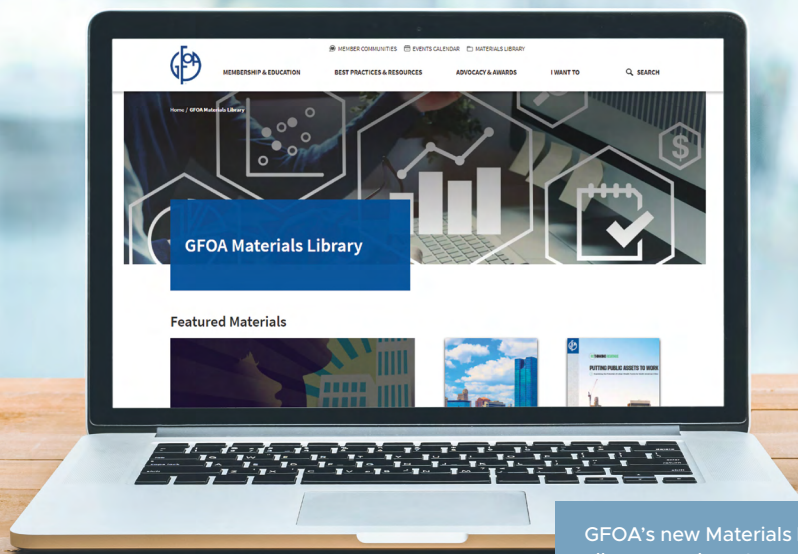 MEMBER COMMUNITIES EVENTS CALENDAR MATERIALS LIBRARY
GFOA
MEMBERSHIP & EDUCATION BEST PRACTICES & RESOURCES ADVOCACY & AWARDS I WANT TO SEARCH
Home / GFOA Materials Library
$
GFOA Materials Library
Featured Materials
PUTTING PUBLIC ASSETS TO WORK
GFOA's new Materials